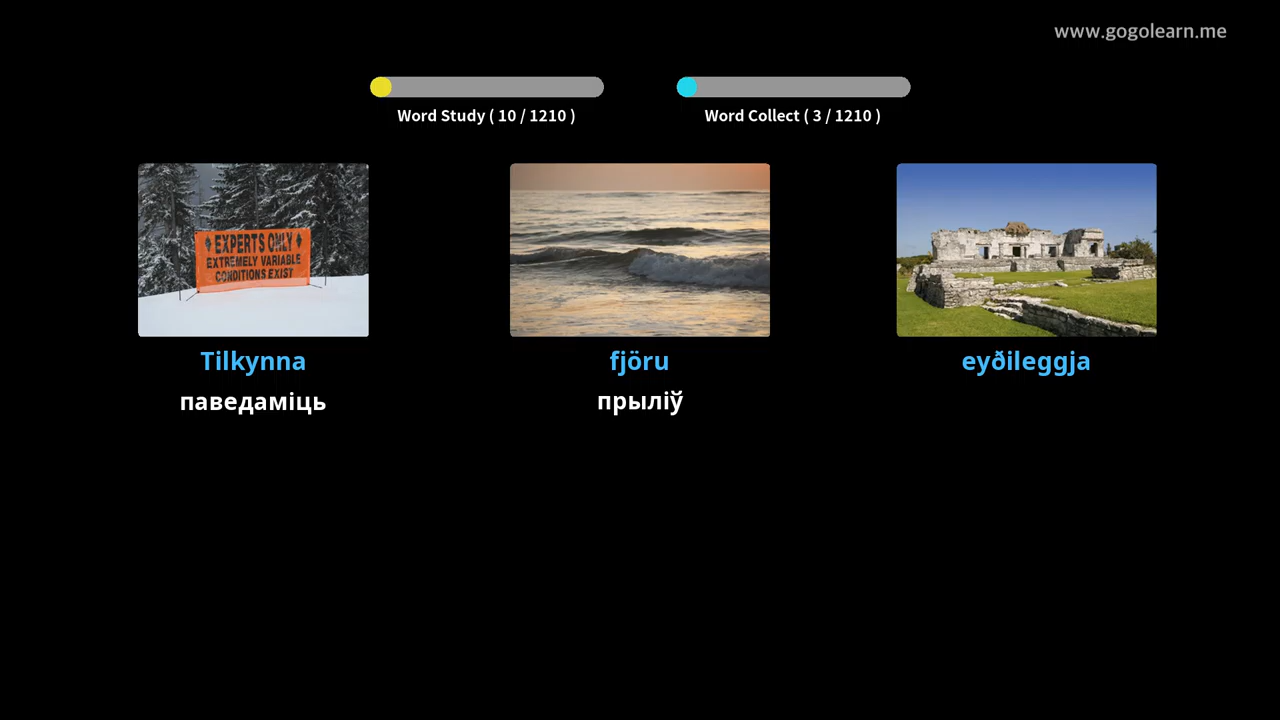 www.gogolearn.me
Word Study ( 10 / 1210 )
Word Collect ( 3 / 1210 )
EXPERTS ONLY
EXTREMELY VARIABLE
CONDITIONS EXIST
Tilkynna
fjöru
eyðileggja
паведаміць
прыліў